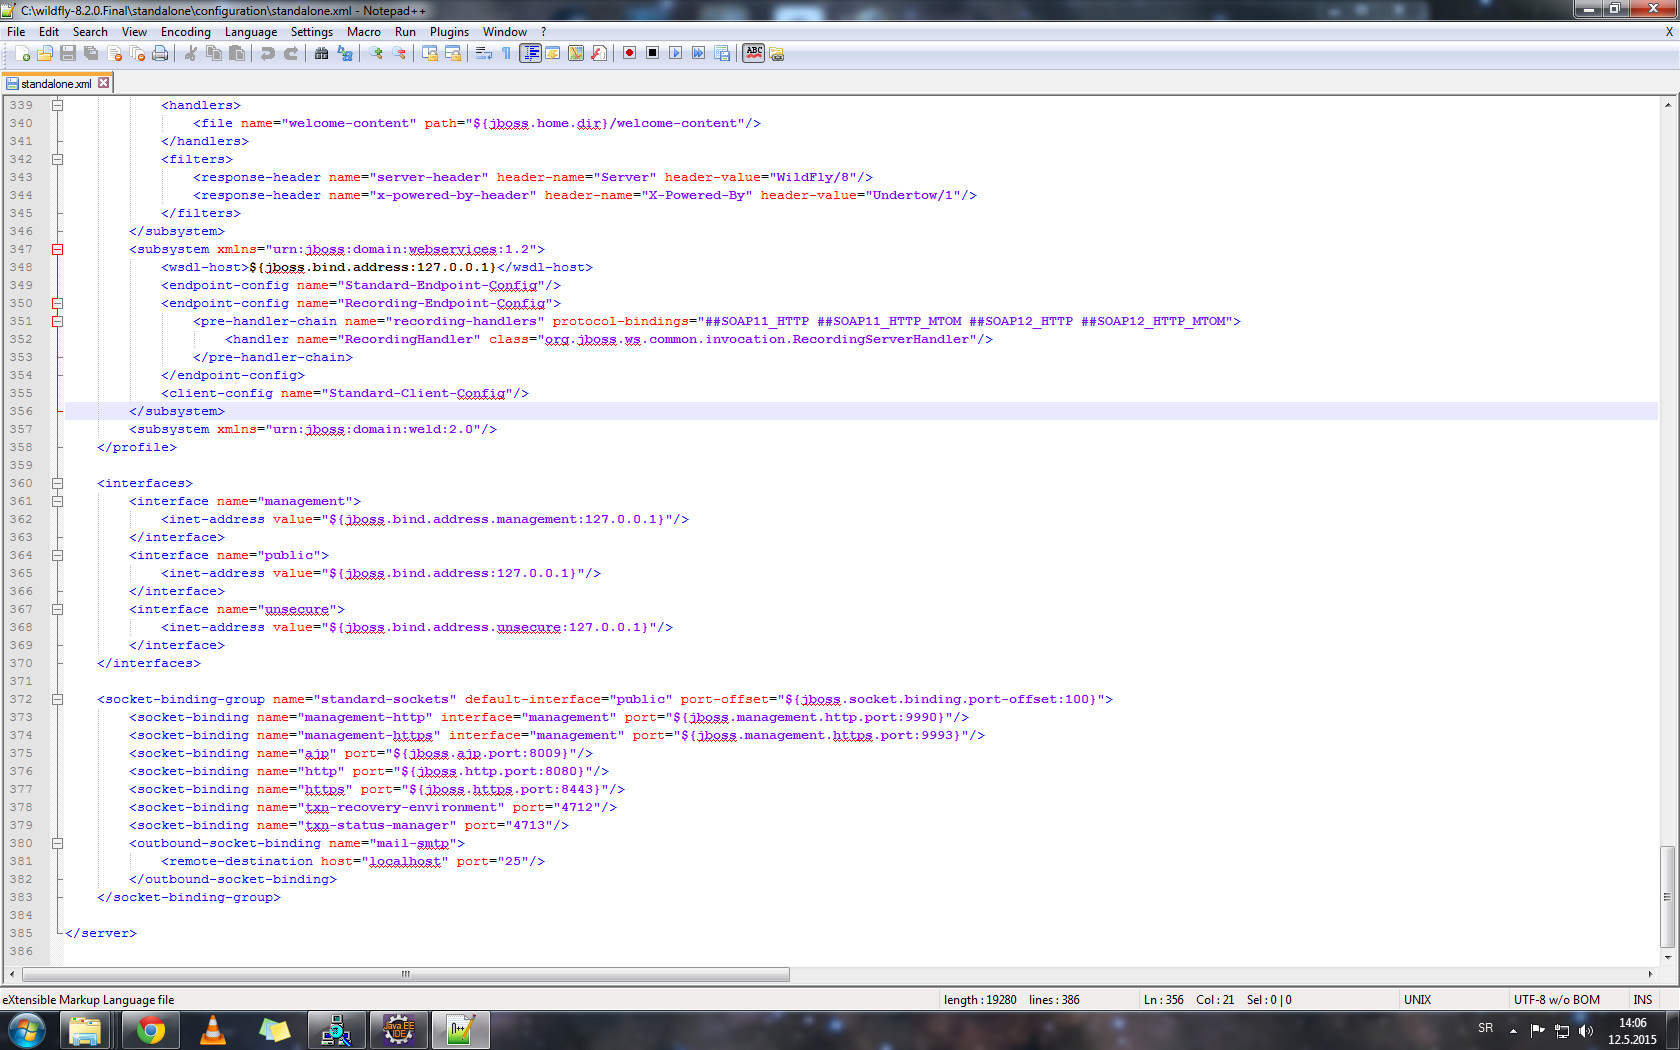 C:\wildfly-8.2.0.Final\standalone\configuration\standalone.xml - Notepad++
File Edit Search View Encoding Language Settings Macro Run Plugins Window ? X
standalone.xml
339 <handlers>
340 <file name="welcome-content" path="${jboss.home.dir}/welcome-content"/>
341 </handlers>
342 <filters>
343 <response-header name="server-header" header-name="Server" header-value="WildFly/8"/>
344 <response-header name="x-powered-by-header" header-name="X-Powered-By" header-value="Undertow/1"/>
345 </filters>
346 </subsystem>
347 <subsystem xmlns="urn:jboss:domain:webservices:1.2">
348 <wsdl-host>${jboss.bind.address:127.0.0.1}</wsdl-host>
349 <endpoint-config name="Standard-Endpoint-Config"/>
350 <endpoint-config name="Recording-Endpoint-Config">
351 <pre-handler-chain name="recording-handlers" protocol-bindings="##SOAP11_HTTP ##SOAP11_HTTP_MTOM ##SOAP12_HTTP ##SOAP12_HTTP_MTOM">
352 <handler name="RecordingHandler" class="org.jboss.ws.common.invocation.RecordingServerHandler"/>
353 </pre-handler-chain>
354 </endpoint-config>
355 <client-config name="Standard-Client-Config"/>
356 </subsystem>
357 <subsystem xmlns="urn:jboss:domain:weld:2.0"/>
358 </profile>
359
360 <interfaces>
361 <interface name="management">
362 <inet-address value="${jboss.bind.address.management:127.0.0.1}"/>
363 </interface>
364 <interface name="public">
365 <inet-address value="${jboss.bind.address:127.0.0.1}"/>
366 </interface>
367 <interface name="unsecure">
368 <inet-address value="${jboss.bind.address.unsecure:127.0.0.1}"/>
369 </interface>
370 </interfaces>
371
372 <socket-binding-group name="standard-sockets" default-interface="public" port-offset="${jboss.socket.binding.port-offset:100}">
373 <socket-binding name="management-http" interface="management" port="${jboss.management.http.port:9990}"/>
374 <socket-binding name="management-https" interface="management" port="${jboss.management.https.port:9993}"/>
375 <socket-binding name="ajp" port="${jboss.ajp.port:8009}"/>
376 <socket-binding name="http" port="${jboss.http.port:8080}"/>
377 <socket-binding name="https" port="${jboss.https.port:8443}"/>
378 <socket-binding name="txn-recovery-environment" port="4712"/>
379 <socket-binding name="txn-status-manager" port="4713"/>
380 <outbound-socket-binding name="mail-smtp">
381 <remote-destination host="localhost" port="25"/>
382 </outbound-socket-binding>
383 </socket-binding-group>
384
385 </server>
386
eXtensible Markup Language file length : 19280 lines : 386 Ln : 356 Col : 21 Sel : 0 | 0 UNIX UTF-8 w/o BOM INS
SR 14:06
12.5.2015